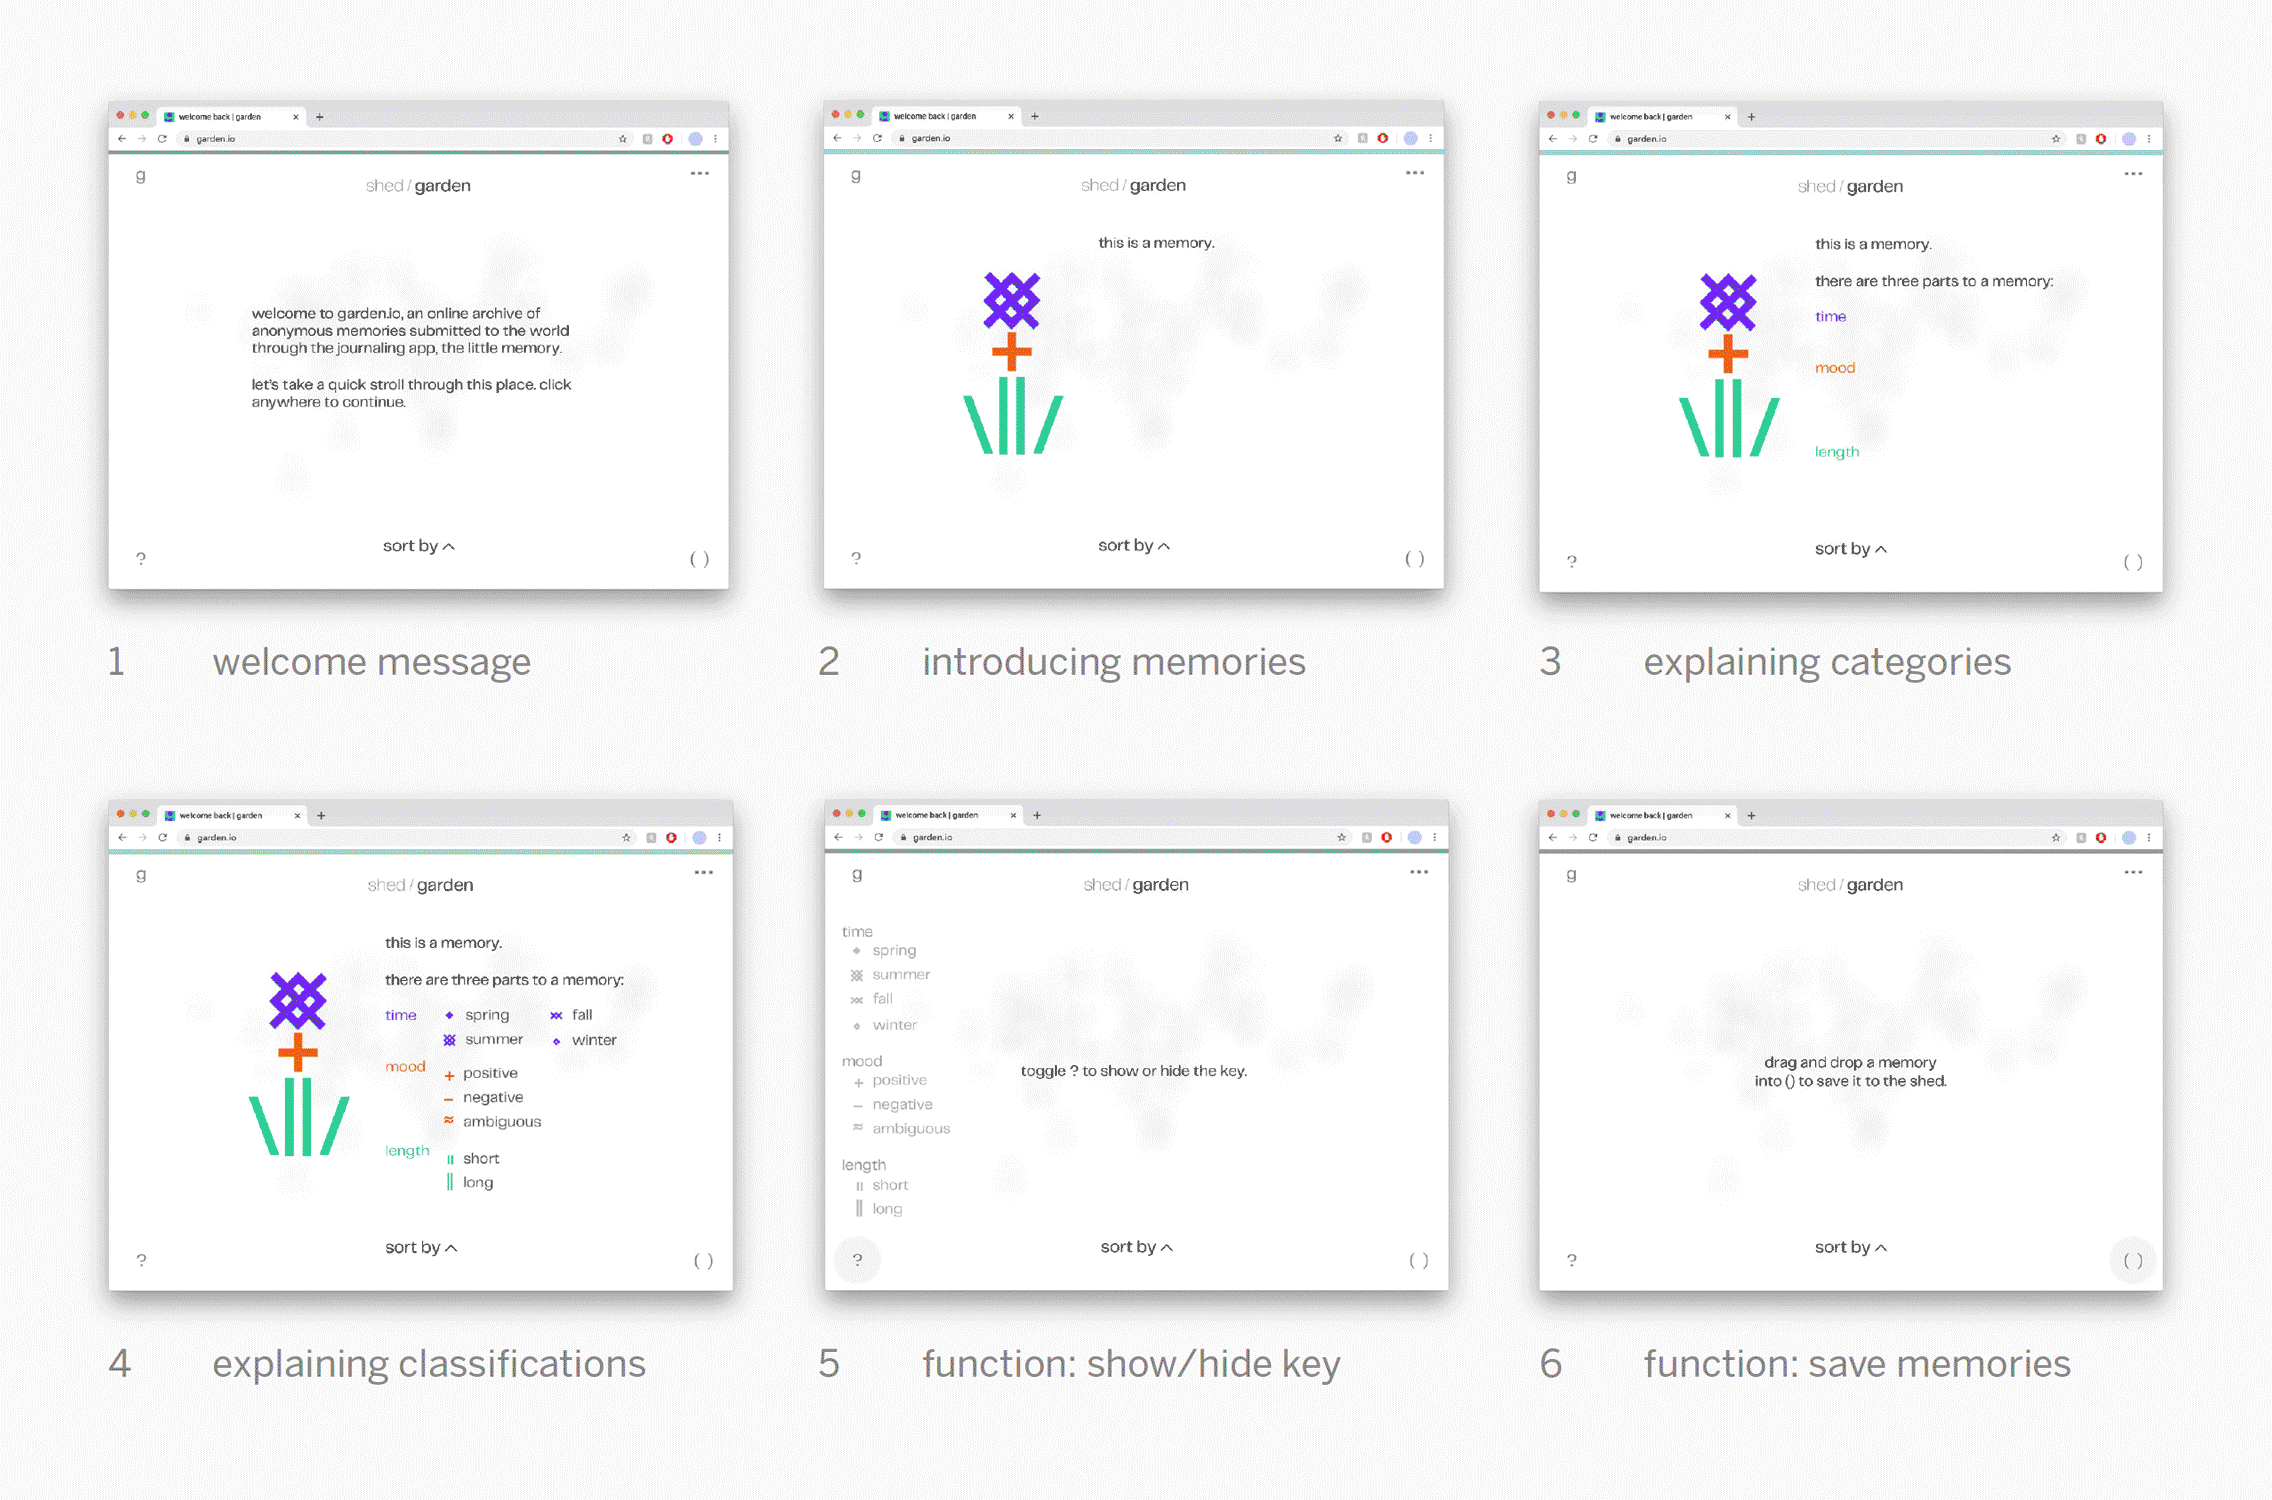 welcome back | garden
garden.io
g
shed / garden
...
welcome to garden.io, an online archive of
anonymous memories submitted to the world
through the journaling app, the little memory.
let's take a quick stroll through this place. click
anywhere to continue.
?
sort by ^
( )
1 welcome message
welcome back | garden
garden.io
g
shed / garden
...
this is a memory.
?
sort by ^
( )
2 introducing memories
welcome back | garden
garden.io
g
shed / garden
...
this is a memory.
there are three parts to a memory:
time
mood
length
?
sort by ^
( )
3 explaining categories
welcome back | garden
garden.io
g
shed / garden
...
this is a memory.
there are three parts to a memory:
time spring fall
summer winter
mood positive
negative
ambiguous
length short
long
?
sort by ^
( )
4 explaining classifications
welcome back | garden
garden.io
g
shed / garden
...
time
spring
summer
fall
winter
mood
positive
negative
ambiguous
length
short
long
toggle ? to show or hide the key.
?
sort by ^
( )
5 function: show/hide key
welcome back | garden
garden.io
g
shed / garden
...
drag and drop a memory
into () to save it to the shed.
?
sort by ^
( )
6 function: save memories